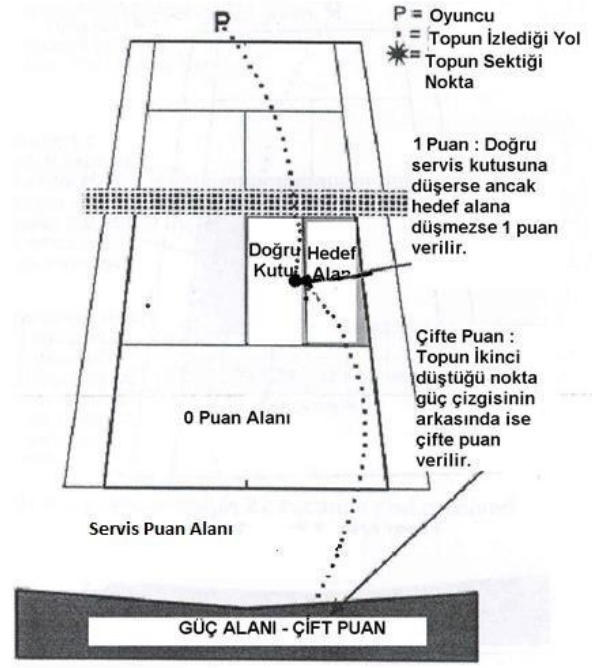 P
P = Oyuncu
= Topun İzlediği Yol
= Topun Sektiği
Nokta
1 Puan : Doğru
servis kutusuna
düşerse ancak
hedef alana
düşmezse 1 puan
verilir.
Doğru
Kutu
Hedef
Alan
Çifte Puan :
Topun İkinci
düştüğü nokta
güç çizgisinin
arkasında ise
çifte puan
verilir.
0 Puan Alanı
Servis Puan Alanı
GÜÇ ALANI - ÇİFT PUAN